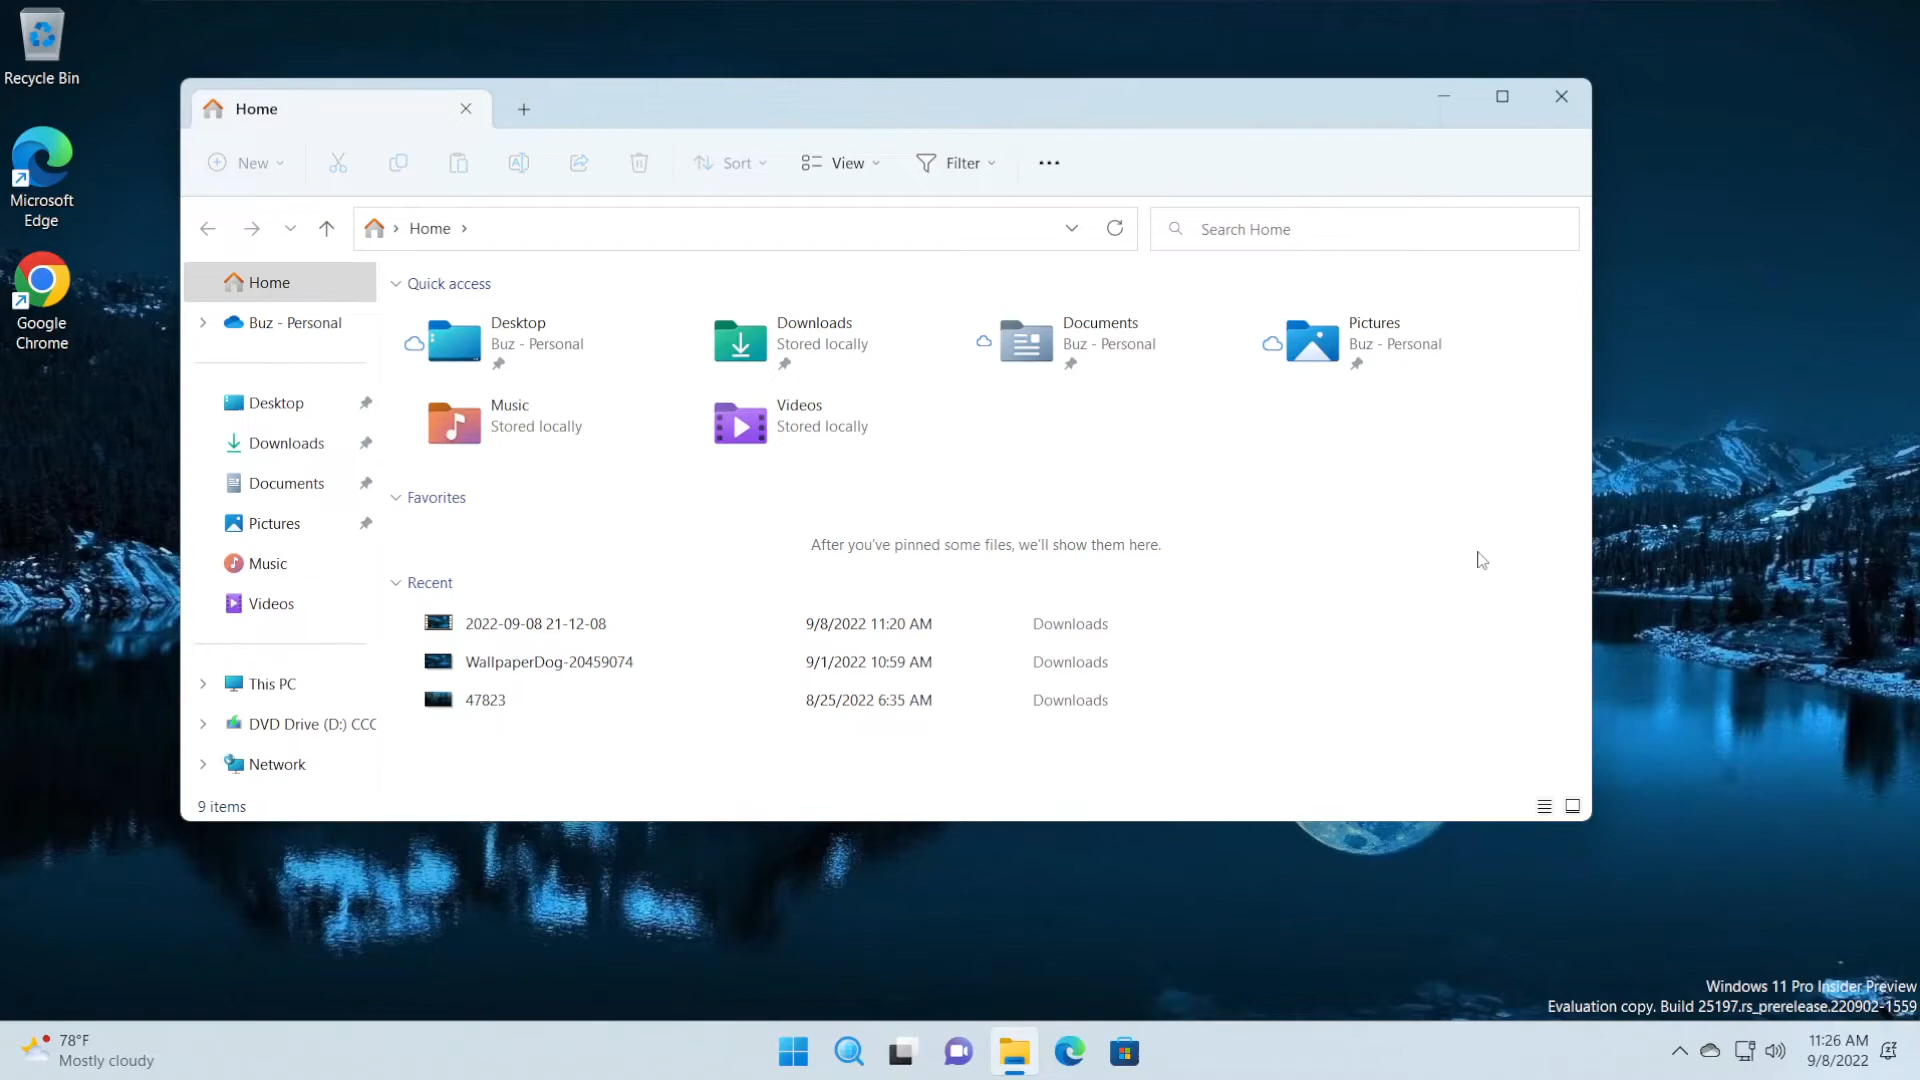 Recycle Bin
Microsoft
Edge
Google
Chrome
Home
New
Sort
View
Filter
Home
Search Home
Home
Buz - Personal
Desktop
Downloads
Documents
Pictures
Music
Videos
This PC
DVD Drive (D:) CCC
Network
Quick access
Desktop
Buz - Personal
Downloads
Stored locally
Documents
Buz - Personal
Pictures
Buz - Personal
Music
Stored locally
Videos
Stored locally
Favorites
After you've pinned some files, we'll show them here.
Recent
2022-09-08 21-12-08 9/8/2022 11:20 AM Downloads
WallpaperDog-20459074 9/1/2022 10:59 AM Downloads
47823 8/25/2022 6:35 AM Downloads
9 items
Windows 11 Pro Insider Preview
Evaluation copy. Build 25197.rs_prerelease.220902-1559
78°F
Mostly cloudy
11:26 AM
9/8/2022